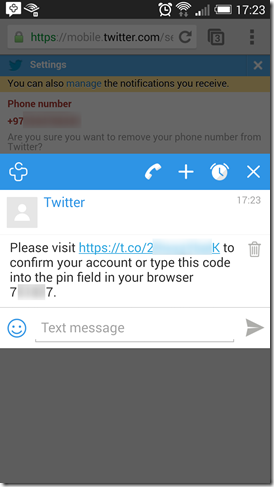 17:23
https://mobile.twitter.com/se
3
Settings
You can also manage the notifications you receive.
Phone number
+97
Are you sure you want to remove your phone number from
Twitter?
Twitter
17:23
Please visit https://t.co/2 K to
confirm your account or type this code
into the pin field in your browser
7 7.
Text message